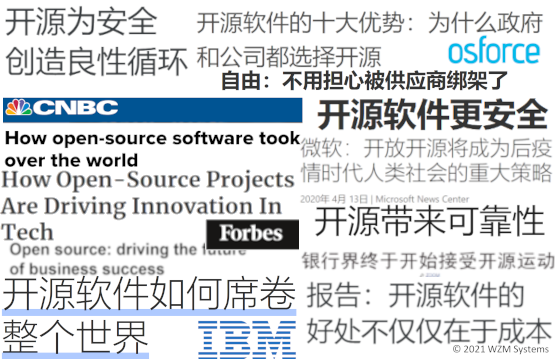 开源为安全
创造良性循环
开源软件的十大优势：为什么政府
和公司都选择开源
osforce
自由：不用担心被供应商绑架了
CNBC
How open-source software took
over the world
How Open-Source Projects
Are Driving Innovation In
Tech
Forbes
Open source: driving the future
of business success
开源软件如何席卷
整个世界
IBM
开源软件更安全
微软：开放开源将成为后疫
情时代人类社会的重大策略
2020年 4月 13日 | Microsoft News Center
开源带来可靠性
银行界终于开始接受开源运动
报告：开源软件的
好处不仅仅在于成本
© 2021 WZM Systems